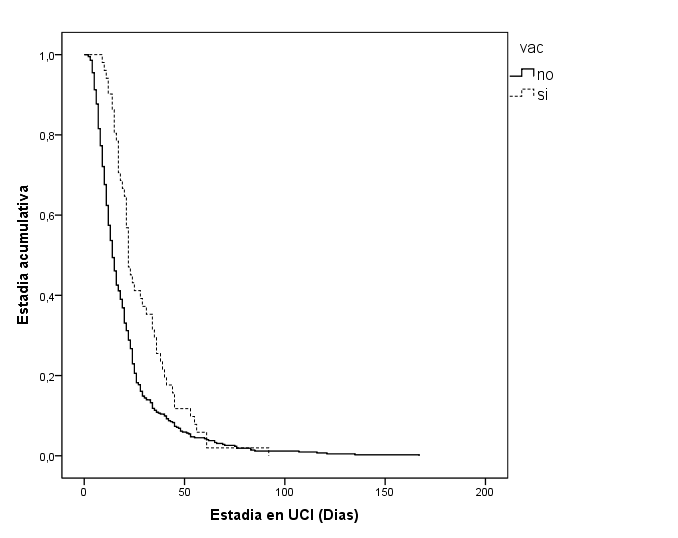 vac
no
si
1,0
0,8
0,6
0,4
0,2
0,0
Estadia acumulativa
0 50 100 150 200
Estadia en UCI (Dias)